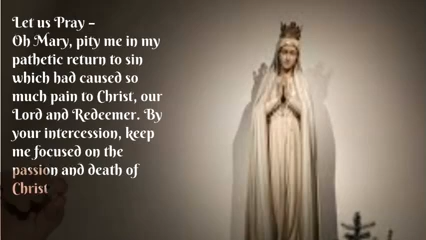 Let us Pray –
Oh Mary, pity me in my
pathetic return to sin
which had caused so
much pain to Christ, our
Lord and Redeemer. By
your intercession, keep
me focused on the
passion and death of
Christ